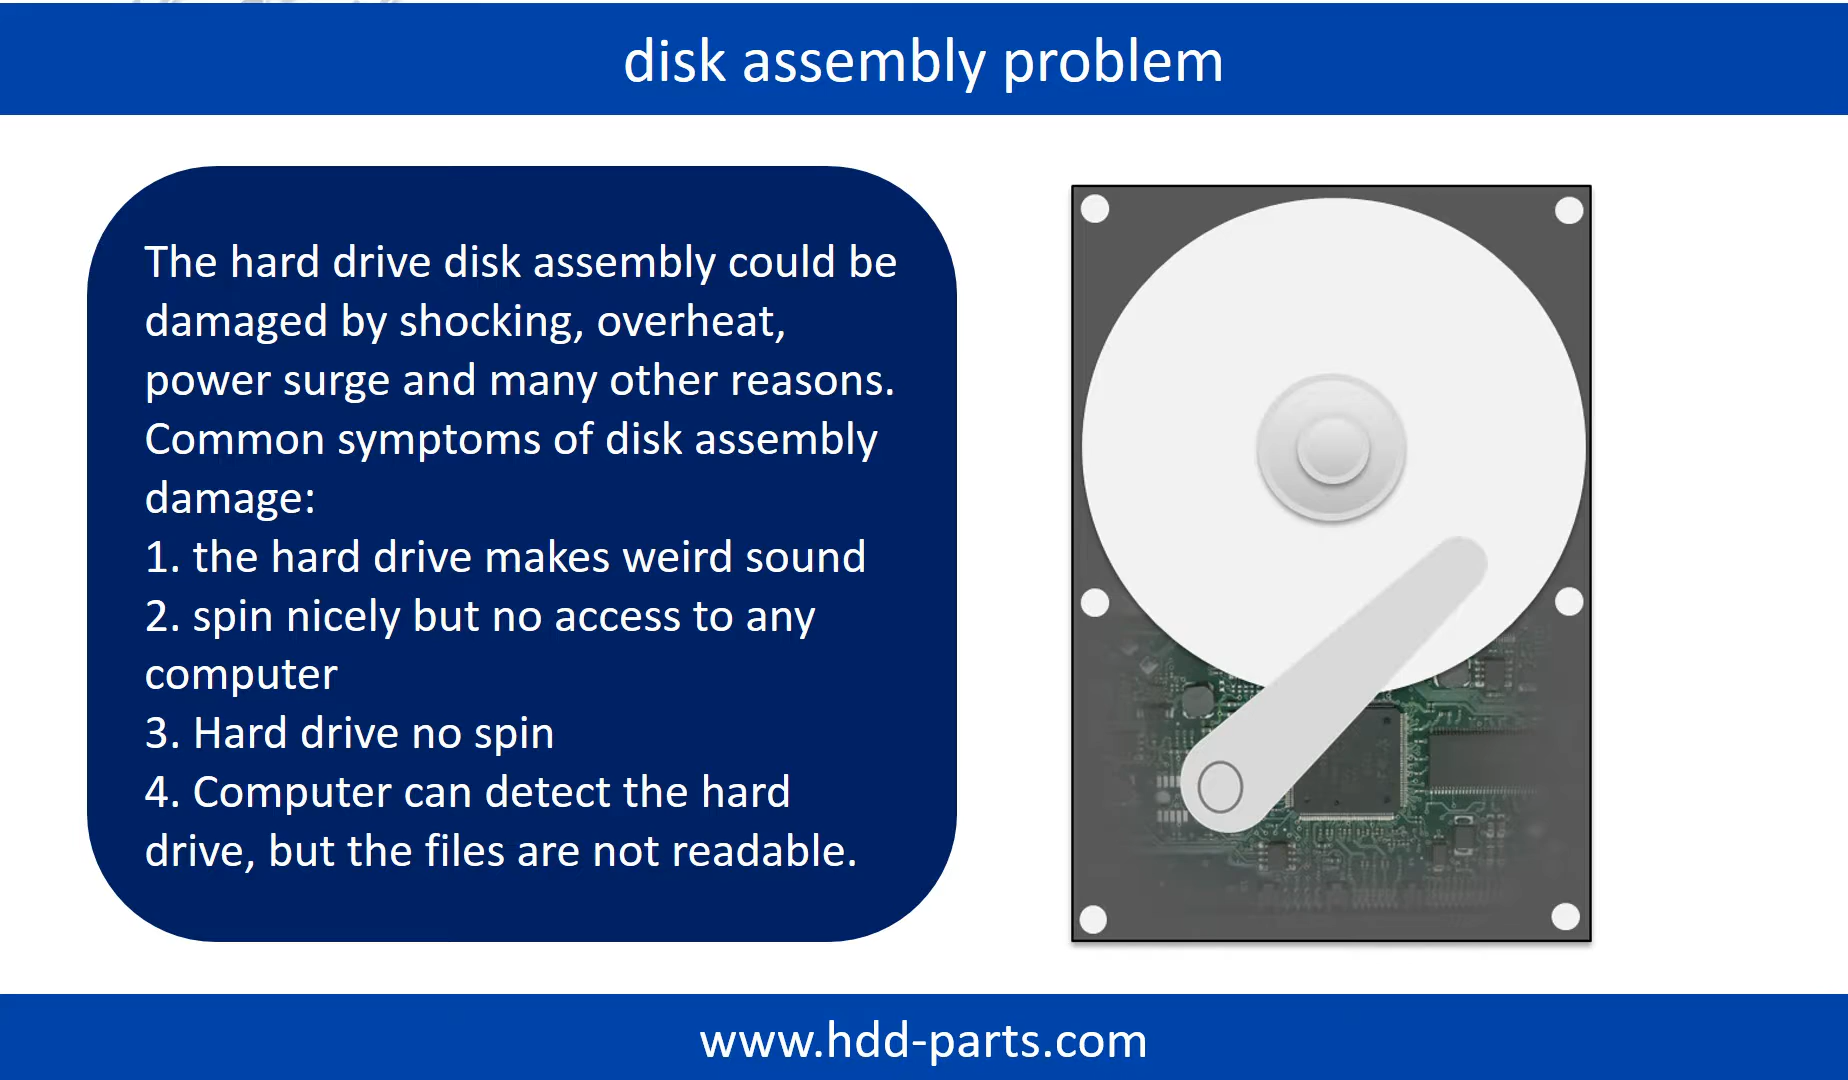 disk assembly problem
The hard drive disk assembly could be
damaged by shocking, overheat,
power surge and many other reasons.
Common symptoms of disk assembly
damage:
1. the hard drive makes weird sound
2. spin nicely but no access to any
computer
3. Hard drive no spin
4. Computer can detect the hard
drive, but the files are not readable.
www.hdd-parts.com